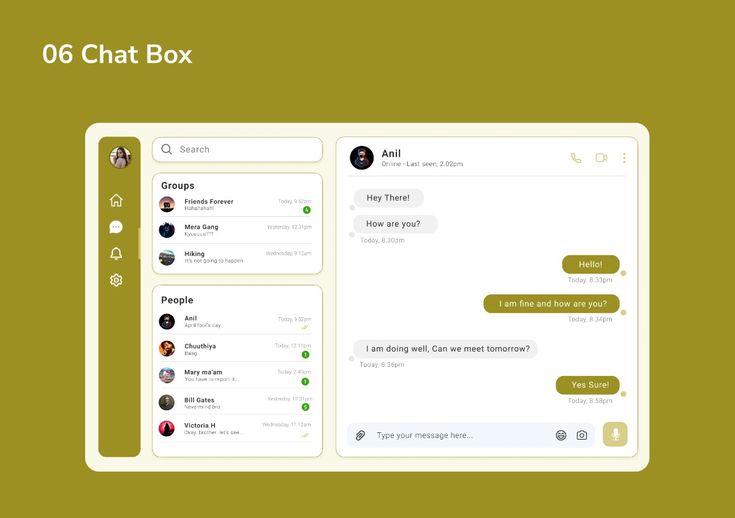 06 Chat Box
Search
Groups
Friends Forever
Today, 9.52pm
Hahahahah!
4
Mera Gang
Yesterday, 12.31pm
Kyuuuuu???
Hiking
Wednesday, 9.12am
It's not going to happen
People
Anil
Today, 9.52pm
April fool's day
Chuuthiya
Today, 12.11pm
Baag
1
Mary ma'am
Today, 2.40pm
You have to report it...
1
Bill Gates
Yesterday, 12.31pm
Nevermind bro
5
Victoria H
Wednesday, 11.12am
Okay, brother. let's see...
Anil
Online - Last seen, 2.02pm
Hey There!
How are you?
Today, 8.30pm
Hello!
Today, 8.33pm
I am fine and how are you?
Today, 8.34pm
I am doing well, Can we meet tomorrow?
Today, 8.36pm
Yes Sure!
Today, 8.58pm
Type your message here...